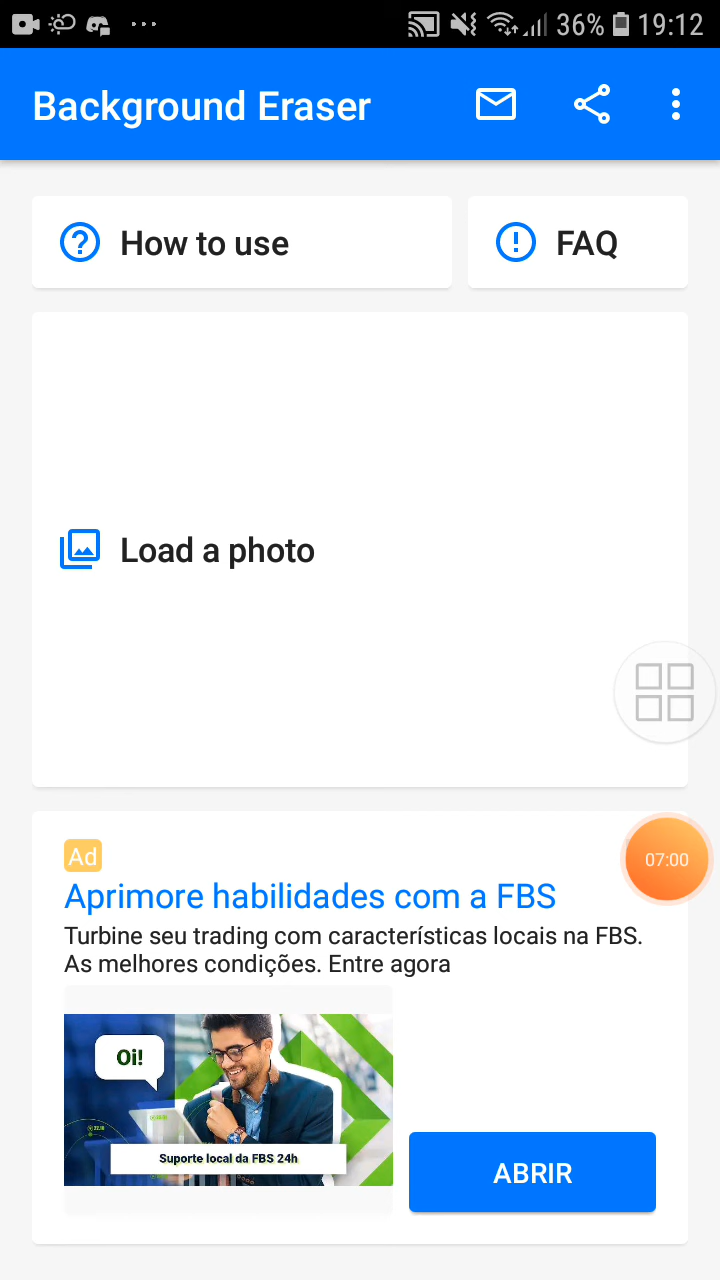 36% 19:12
Background Eraser
How to use
FAQ
Load a photo
07:00
Ad
Aprimore habilidades com a FBS
Turbine seu trading com características locais na FBS.
As melhores condições. Entre agora
Oi!
Suporte local da FBS 24h
ABRIR